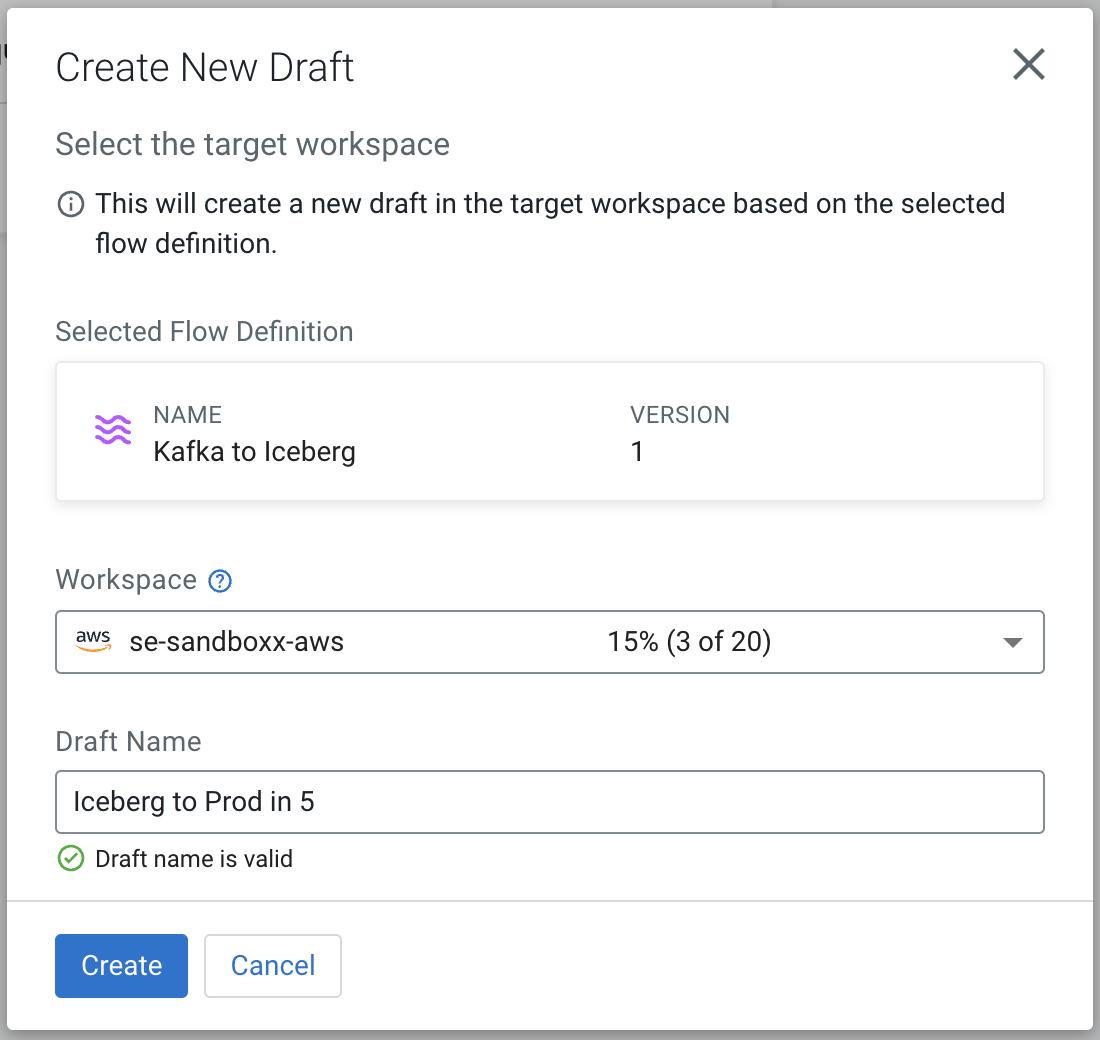 Create New Draft
Select the target workspace
This will create a new draft in the target workspace based on the selected
flow definition.
Selected Flow Definition
NAME
Kafka to Iceberg
VERSION
1
Workspace ?
aws se-sandboxx-aws 15% (3 of 20)
Draft Name
Iceberg to Prod in 5
Draft name is valid
Create Cancel